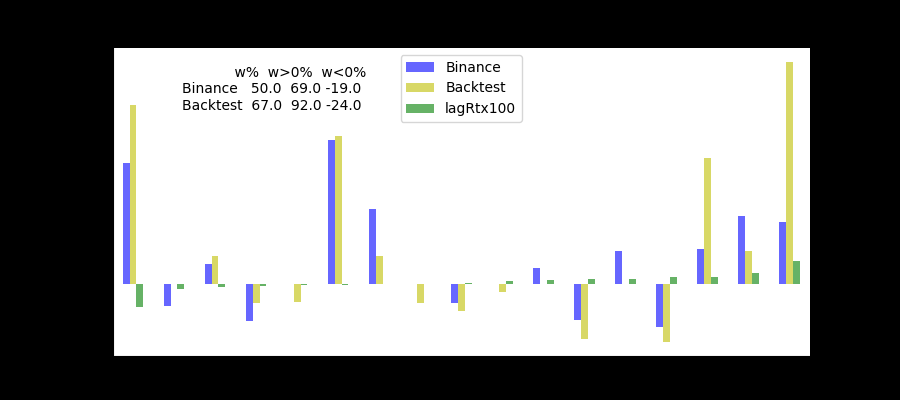 w%  w>0%  w<0%
Binance   50.0  69.0 -19.0
Backtest  67.0  92.0 -24.0
Binance
Backtest
lagRtx100